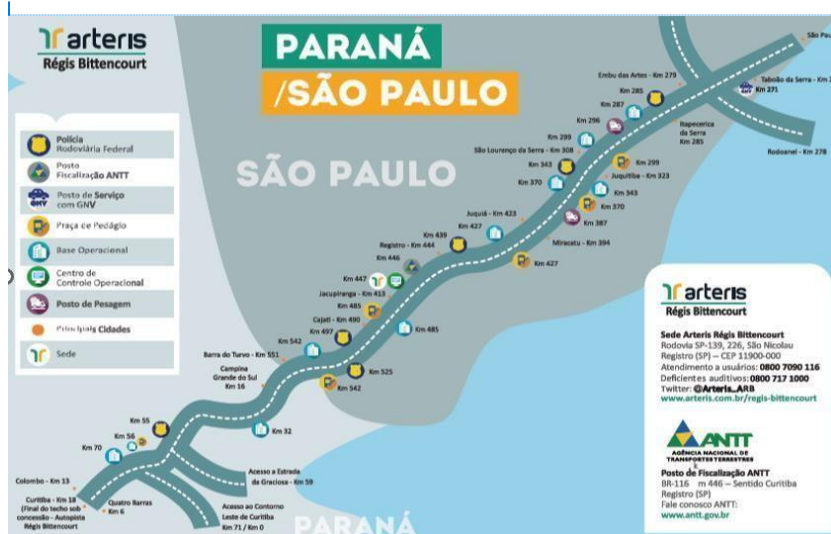 arteris
Régis Bittencourt
PARANÁ
/SÃO PAULO
Polícia
Rodoviária Federal
Posto
Fiscalização ANTT
GNV
Posto de Serviço
com GNV
Praça de Pedágio
Base Operacional
Centro de
Controle Operacional
Posto de Pesagem
Principais Cidades
Sede
SÃO PAULO
São Pau
Embu das Artes - Km 279
Taboão da Serra - Km 2
GNV
Km 271
Km 285
Km 287
Km 296
Itapecerica
da Serra
Km 285
Rodoanel - Km 278
Km 299
São Lourenço da Serra - Km 308
Km 299
Km 343
Juquitiba - Km 323
Km 370
Km 343
Km 370
Km 387
Juquiá - Km 423
Km 427
Miracatu - Km 394
Km 439
Registro - Km 444
Km 446
Km 427
Km 447
Jacupiranga - Km 413
Km 485
Cajati - Km 490
Km 497
Km 485
Km 542
Barra do Turvo - Km 551
Km 525
Km 542
Campina
Grande do Sul
Km 16
Km 32
Km 55
Km 56
Km 70
Colombo - Km 13
Curitiba - Km 18
(Final do techo sob
concessão - Autopista
Régis Bittencourt
Quatro Barras
Km 6
Acesso a Estrada
da Graciosa - Km 59
Acesso ao Contorno
Leste de Curitiba
Km 71 / Km 0
PARANÁ
arteris
Régis Bittencourt
Sede Arteris Régis Bittencourt
Rodovia SP-139, 226, São Nicolau
Registro (SP) – CEP 11900-000
Atendimento a usuários: 0800 7090 116
Deficientes auditivos: 0800 717 1000
Twitter: @Arteris_ARB
www.arteris.com.br/regis-bittencourt
ANTT
AGÊNCIA NACIONAL DE
TRANSPORTES TERRESTRES
k
Posto de Fiscalização ANTT
BR-116 m 446 – Sentido Curitiba
Registro (SP)
Fale conosco ANTT:
www.antt.gov.br